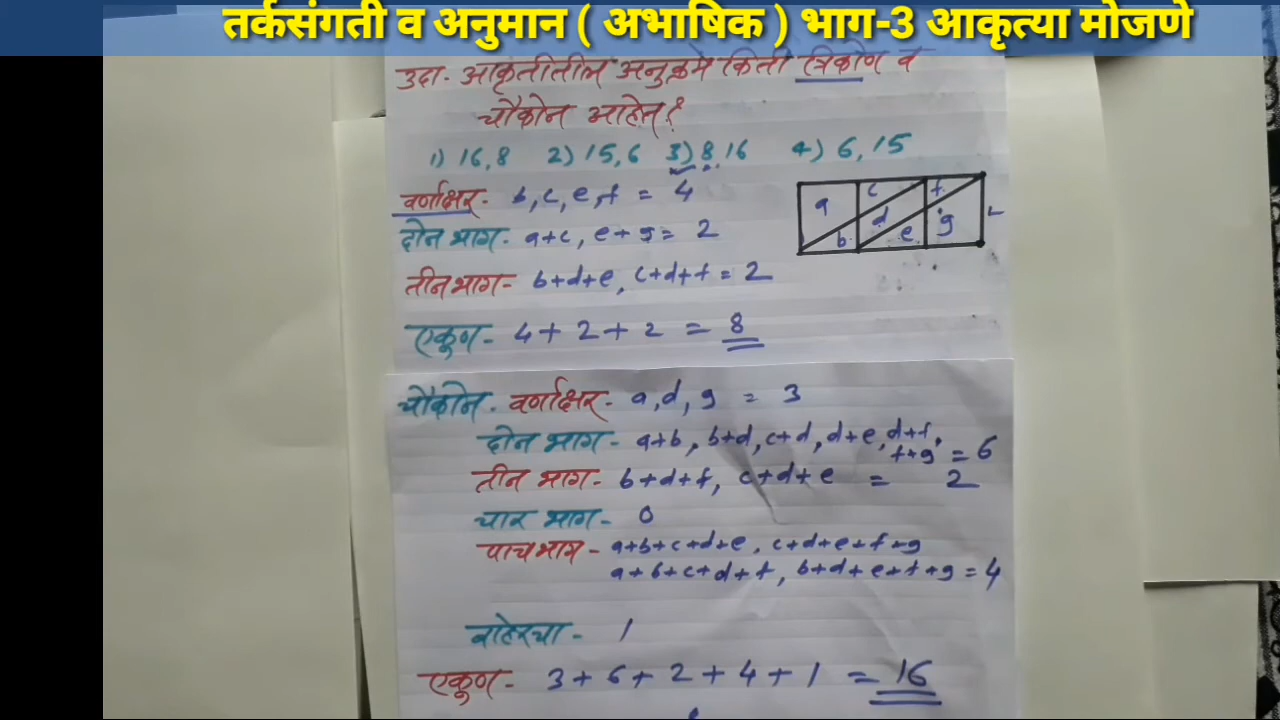 तर्कसंगती व अनुमान ( अभाषिक ) भाग-3 आकृत्या मोजणे
उदा- आकृतीतील अनुक्रमे किती त्रिकोण व
चौकोन आहेत?
1) 16,8 2) 15,6 3) 8,16 4) 6,15
वर्णाक्षर- b, c, e, f = 4
दोन भाग- a+c, e+g = 2
तीन भाग- b+d+e, c+d+f = 2
एकूण- 4+2+2 = 8
a c f
d
b e g
चौकोन- वर्णाक्षर- a, d, g = 3
दोन भाग- a+b, b+d, c+d, d+e, d+f,
f+g = 6
तीन भाग- b+d+f, c+d+e = 2
चार भाग- 0
पाच भाग- a+b+c+d+e, c+d+e+f+g
a+b+c+d+f, b+d+e+f+g = 4
बाहेरचा- 1
एकूण- 3+6+2+4+1 = 16